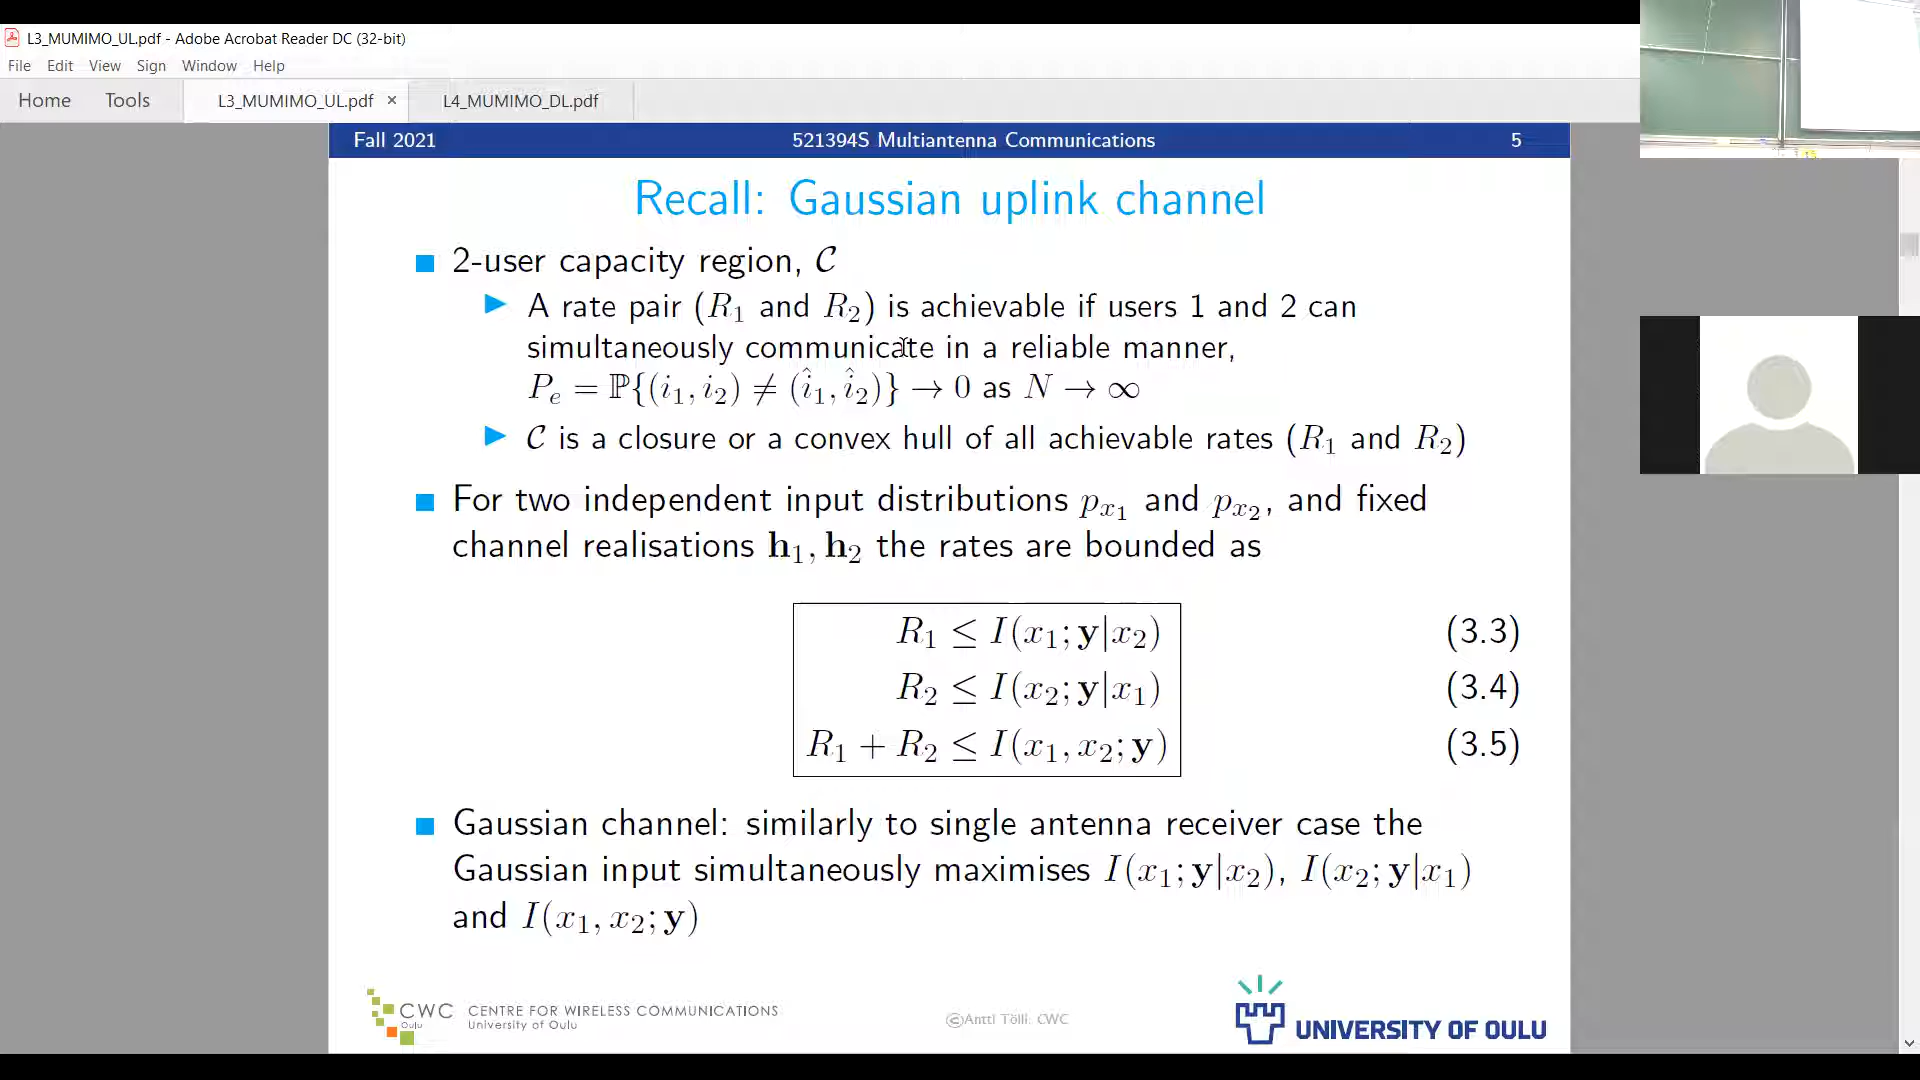 L3_MUMIMO_UL.pdf - Adobe Acrobat Reader DC (32-bit)
File Edit View Sign Window Help
Home Tools L3_MUMIMO_UL.pdf × L4_MUMIMO_DL.pdf
Fall 2021 521394S Multiantenna Communications 5
Recall: Gaussian uplink channel
■ 2-user capacity region, 𝒞
▶ A rate pair (R₁ and R₂) is achievable if users 1 and 2 can
simultaneously communicate in a reliable manner,
Pₑ = ℙ{(i₁, i₂) ≠ (î₁, î₂)} → 0 as N → ∞
▶ 𝒞 is a closure or a convex hull of all achievable rates (R₁ and R₂)
■ For two independent input distributions pₓ₁ and pₓ₂, and fixed
channel realisations h₁, h₂ the rates are bounded as
R₁ ≤ I(x₁; y|x₂) (3.3)
R₂ ≤ I(x₂; y|x₁) (3.4)
R₁ + R₂ ≤ I(x₁, x₂; y) (3.5)
■ Gaussian channel: similarly to single antenna receiver case the
Gaussian input simultaneously maximises I(x₁; y|x₂), I(x₂; y|x₁)
and I(x₁, x₂; y)
CWC CENTRE FOR WIRELESS COMMUNICATIONS
Oulu University of Oulu
©Antti Tölli, CWC
UNIVERSITY OF OULU